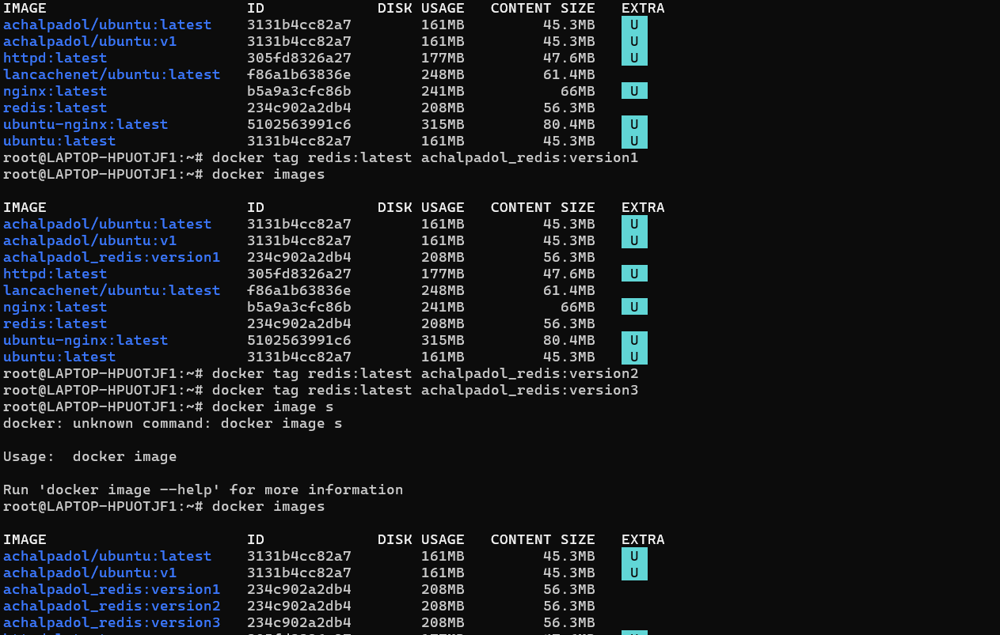 IMAGE ID DISK USAGE CONTENT SIZE EXTRA
achalpadol/ubuntu:latest 3131b4cc82a7 161MB 45.3MB U
achalpadol/ubuntu:v1 3131b4cc82a7 161MB 45.3MB U
httpd:latest 305fd8326a27 177MB 47.6MB U
lancachenet/ubuntu:latest f86a1b63836e 248MB 61.4MB
nginx:latest b5a9a3cfc86b 241MB 66MB U
redis:latest 234c902a2db4 208MB 56.3MB
ubuntu-nginx:latest 5102563991c6 315MB 80.4MB U
ubuntu:latest 3131b4cc82a7 161MB 45.3MB U
root@LAPTOP-HPUOTJF1:~# docker tag redis:latest achalpadol_redis:version1
root@LAPTOP-HPUOTJF1:~# docker images
IMAGE ID DISK USAGE CONTENT SIZE EXTRA
achalpadol/ubuntu:latest 3131b4cc82a7 161MB 45.3MB U
achalpadol/ubuntu:v1 3131b4cc82a7 161MB 45.3MB U
achalpadol_redis:version1 234c902a2db4 208MB 56.3MB
httpd:latest 305fd8326a27 177MB 47.6MB U
lancachenet/ubuntu:latest f86a1b63836e 248MB 61.4MB
nginx:latest b5a9a3cfc86b 241MB 66MB U
redis:latest 234c902a2db4 208MB 56.3MB
ubuntu-nginx:latest 5102563991c6 315MB 80.4MB U
ubuntu:latest 3131b4cc82a7 161MB 45.3MB U
root@LAPTOP-HPUOTJF1:~# docker tag redis:latest achalpadol_redis:version2
root@LAPTOP-HPUOTJF1:~# docker tag redis:latest achalpadol_redis:version3
root@LAPTOP-HPUOTJF1:~# docker image s
docker: unknown command: docker image s
Usage:  docker image
Run 'docker image --help' for more information
root@LAPTOP-HPUOTJF1:~# docker images
IMAGE ID DISK USAGE CONTENT SIZE EXTRA
achalpadol/ubuntu:latest 3131b4cc82a7 161MB 45.3MB U
achalpadol/ubuntu:v1 3131b4cc82a7 161MB 45.3MB U
achalpadol_redis:version1 234c902a2db4 208MB 56.3MB
achalpadol_redis:version2 234c902a2db4 208MB 56.3MB
achalpadol_redis:version3 234c902a2db4 208MB 56.3MB